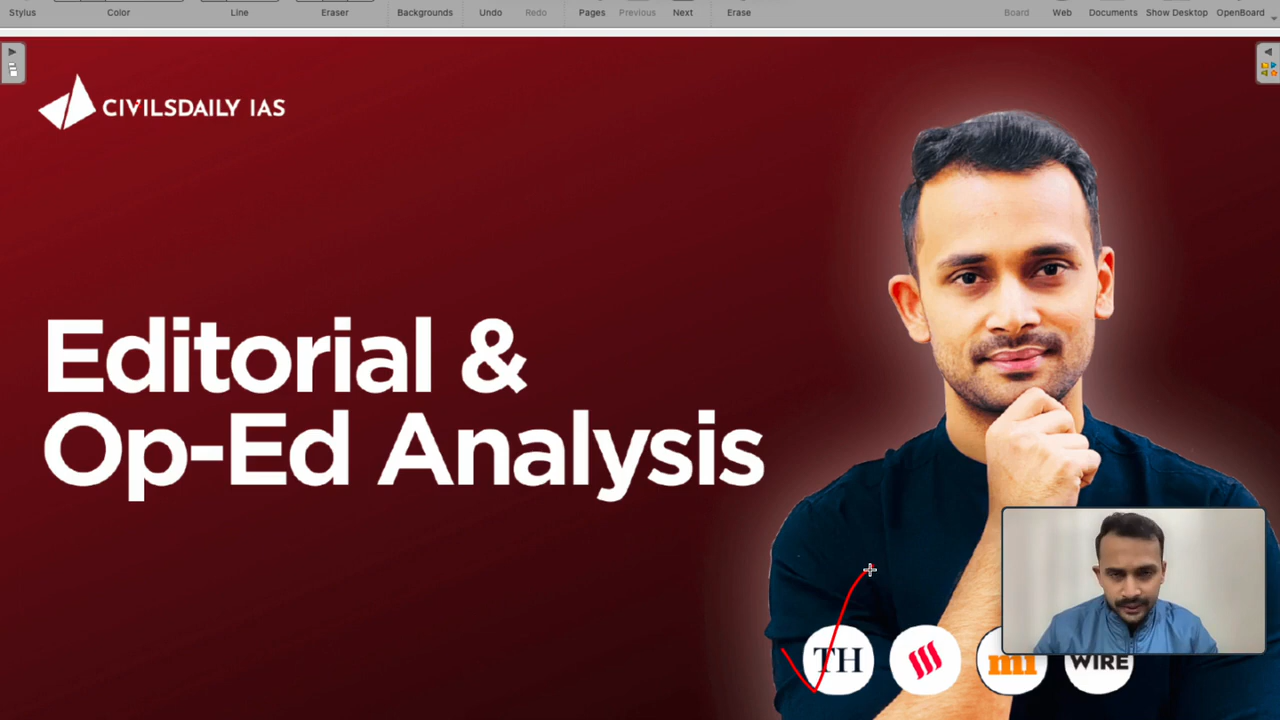 Stylus Color Line Eraser Backgrounds Undo Redo Pages Previous Next Erase Board Web Documents Show Desktop OpenBoard
CIVILSDAILY IAS
Editorial &
Op-Ed Analysis
TH mi WIRE